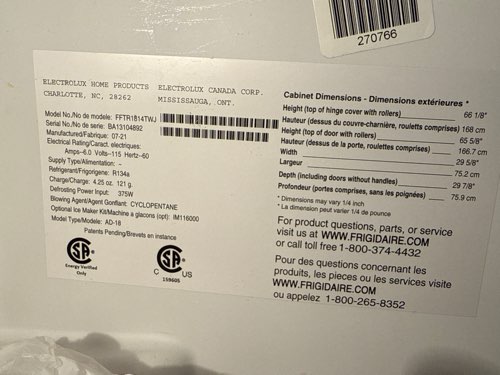 270766
ELECTROLUX HOME PRODUCTS
CHARLOTTE, NC, 28262
ELECTROLUX CANADA CORP.
MISSISSAUGA, ONT.
Model No./No de modele: FFTR1814TWJ
Serial No./No de serie: BA13104892
Manufactured/Fabrique: 07-21
Electrical Rating/Caract. electriques:
Amps-6.0 Volts-115 Hertz-60
Supply Type/Alimentation: -
Refrigerant/Frigorigene: R134a
Charge/Charge: 4.25 oz. 121 g.
Defrosting Power Input: 375W
Blowing Agent/Agent Gonflant: CYCLOPENTANE
Optional Ice Maker Kit/Machine a glacons (opt): IM116000
Model Type/Modele Type: AD-18
Patents Pending/Brevets en instance
SA
Energy Verified
Only
SA
C US
159605
Cabinet Dimensions - Dimensions extérieures *
Height (top of hinge cover with rollers) 66 1/8"
Hauteur (dessus du couvre-charnière, roulettes comprises) 168 cm
Height (top of door with rollers) 65 5/8"
Hauteur (dessus de la porte, roulettes comprises) 166.7 cm
Width 29 5/8"
Largeur 75.2 cm
Depth (including doors without handles) 29 7/8"
Profondeur (portes comprises, sans les poignées) 75.9 cm
* Dimensions may vary 1/4 inch
* La dimension peut varier 1/4 de pounce
For product questions, parts, or service
visit us at WWW.FRIGIDAIRE.COM
or call toll free 1-800-374-4432
Pour des questions concernant les
produits, les pieces ou les services visite
WWW.FRIGIDAIRE.COM
ou appelez 1-800-265-8352